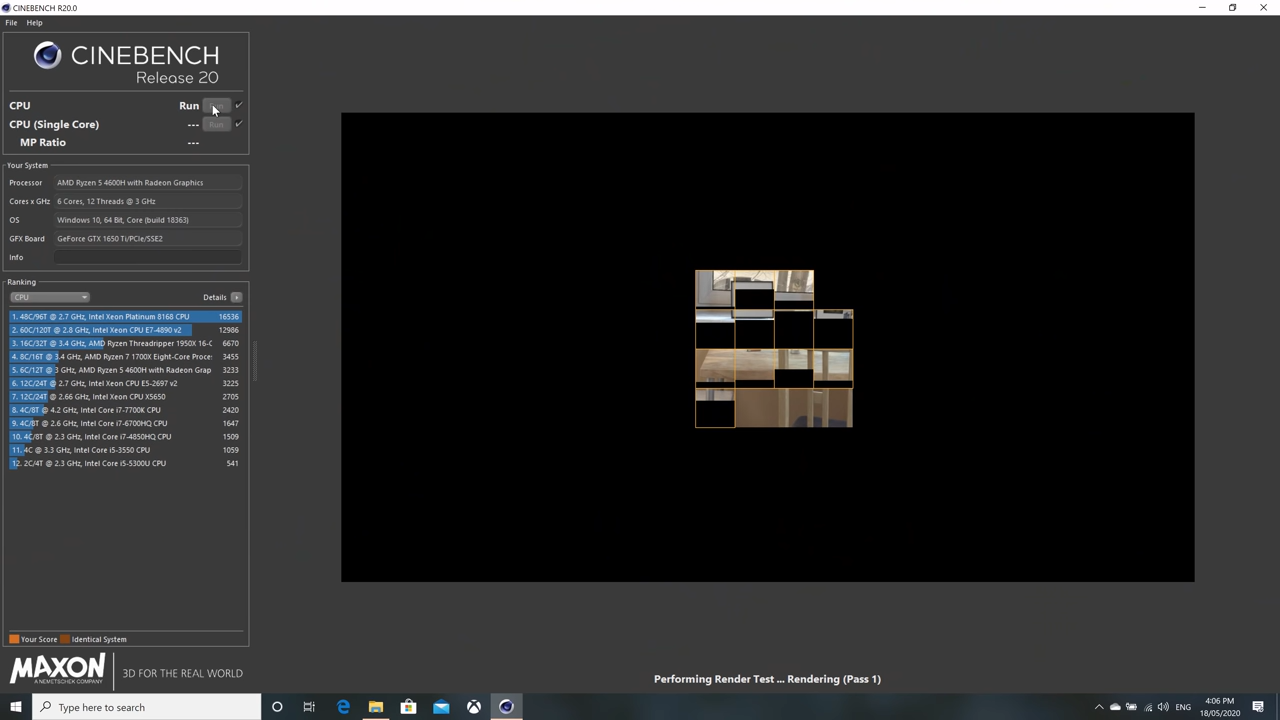 CINEBENCH R20.0
File Help
CINEBENCH
Release 20
CPU Run Run
CPU (Single Core) --- Run
MP Ratio ---
Your System
Processor AMD Ryzen 5 4600H with Radeon Graphics
Cores x GHz 6 Cores, 12 Threads @ 3 GHz
OS Windows 10, 64 Bit, Core (build 18363)
GFX Board GeForce GTX 1650 Ti/PCIe/SSE2
Info
Ranking
CPU Details
1. 48C/96T @ 2.7 GHz, Intel Xeon Platinum 8168 CPU 16536
2. 60C/120T @ 2.8 GHz, Intel Xeon CPU E7-4890 v2 12986
3. 16C/32T @ 3.4 GHz, AMD Ryzen Threadripper 1950X 16-C 6670
4. 8C/16T @ 3.4 GHz, AMD Ryzen 7 1700X Eight-Core Proce 3455
5. 6C/12T @ 3 GHz, AMD Ryzen 5 4600H with Radeon Grap 3233
6. 12C/24T @ 2.7 GHz, Intel Xeon CPU E5-2697 v2 3225
7. 12C/24T @ 2.66 GHz, Intel Xeon CPU X5650 2705
8. 4C/8T @ 4.2 GHz, Intel Core i7-7700K CPU 2420
9. 4C/8T @ 2.6 GHz, Intel Core i7-6700HQ CPU 1647
10. 4C/8T @ 2.3 GHz, Intel Core i7-4850HQ CPU 1509
11. 4C @ 3.3 GHz, Intel Core i5-3550 CPU 1059
12. 2C/4T @ 2.3 GHz, Intel Core i5-5300U CPU 541
Your Score Identical System
MAXON
A NEMETSCHEK COMPANY
3D FOR THE REAL WORLD
Performing Render Test ... Rendering (Pass 1)
Type here to search
ENG
4:06 PM
18/05/2020